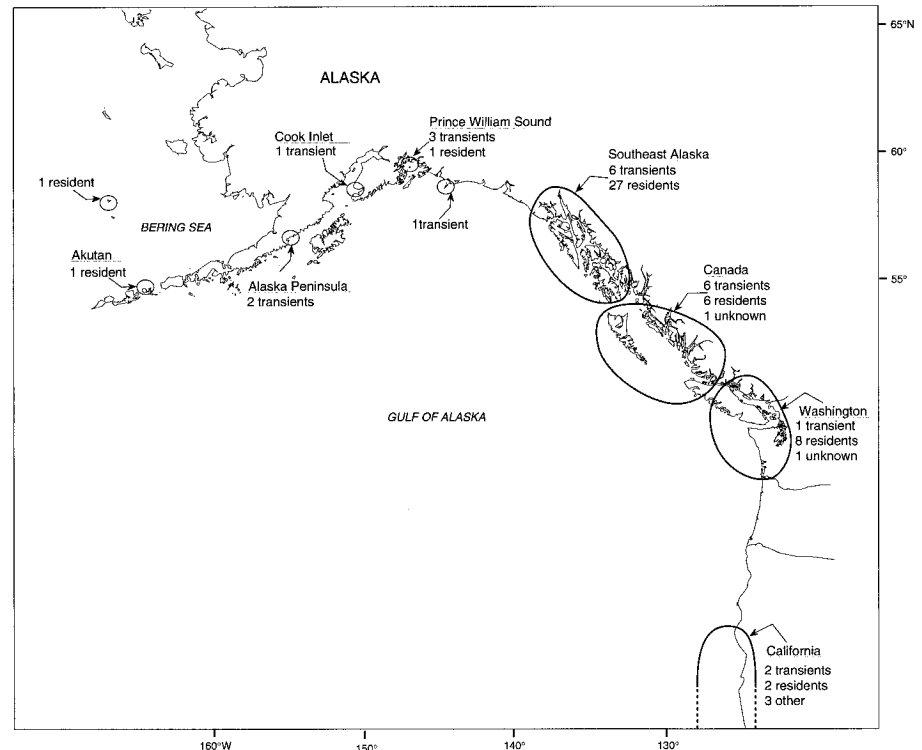 65°N
ALASKA
Prince William Sound
3 transients
1 resident
Cook Inlet
1 transient
60°
Southeast Alaska
6 transients
27 residents
1 resident
1transient
BERING SEA
Akutan
1 resident
Alaska Peninsula
2 transients
Canada
6 transients
6 residents
1 unknown
55°
GULF OF ALASKA
Washington
1 transient
8 residents
1 unknown
California
2 transients
2 residents
3 other
160°W
150°
140°
130°